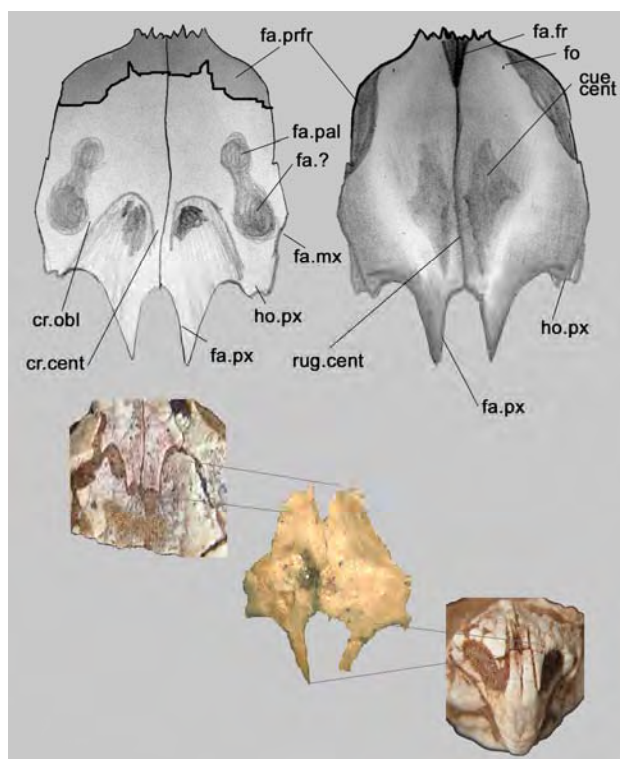 fa.prfr
fa.fr
fo
cue.
cent
fa.pal
fa.?
fa.mx
cr.obl
ho.px
cr.cent
fa.px
rug.cent
ho.px
fa.px